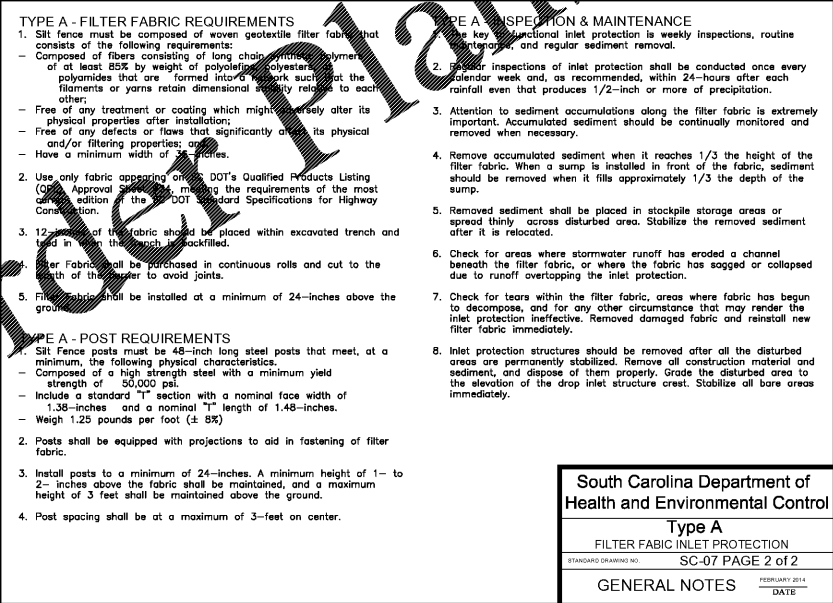 TYPE A - FILTER FABRIC REQUIREMENTS
1. Silt fence must be composed of woven geotextile filter fabric that
consists of the following requirements:
— Composed of fibers consisting of long chain synthetic polymers
of at least 85% by weight of polyolefins, polyesters, or
polyamides that are formed into a network such that the
filaments or yarns retain dimensional stability relative to each
other;
— Free of any treatment or coating which might adversely alter its
physical properties after installation;
— Free of any defects or flaws that significantly affect its physical
and/or filtering properties; and,
— Have a minimum width of 36-inches.
2. Use only fabric appearing on SC DOT's Qualified Products Listing
(QPL), Approval Sheet #34, meeting the requirements of the most
current edition of the SC DOT Standard Specifications for Highway
Construction.
3. 12-inches of the fabric should be placed within excavated trench and
toed in when the trench is backfilled.
4. Filter Fabric shall be purchased in continuous rolls and cut to the
length of the barrier to avoid joints.
5. Filter Fabric shall be installed at a minimum of 24-inches above the
ground.
TYPE A - POST REQUIREMENTS
1. Silt Fence posts must be 48-inch long steel posts that meet, at a
minimum, the following physical characteristics.
— Composed of a high strength steel with a minimum yield
strength of 50,000 psi.
— Include a standard "T" section with a nominal face width of
1.38-inches and a nominal "T" length of 1.48-inches.
— Weigh 1.25 pounds per foot (± 8%)
2. Posts shall be equipped with projections to aid in fastening of filter
fabric.
3. Install posts to a minimum of 24-inches. A minimum height of 1- to
2- inches above the fabric shall be maintained, and a maximum
height of 3 feet shall be maintained above the ground.
4. Post spacing shall be at a maximum of 3-feet on center.
TYPE A - INSPECTION & MAINTENANCE
1. The key to functional inlet protection is weekly inspections, routine
maintenance, and regular sediment removal.
2. Regular inspections of inlet protection shall be conducted once every
calendar week and, as recommended, within 24-hours after each
rainfall even that produces 1/2-inch or more of precipitation.
3. Attention to sediment accumulations along the filter fabric is extremely
important. Accumulated sediment should be continually monitored and
removed when necessary.
4. Remove accumulated sediment when it reaches 1/3 the height of the
filter fabric. When a sump is installed in front of the fabric, sediment
should be removed when it fills approximately 1/3 the depth of the
sump.
5. Removed sediment shall be placed in stockpile storage areas or
spread thinly across disturbed area. Stabilize the removed sediment
after it is relocated.
6. Check for areas where stormwater runoff has eroded a channel
beneath the filter fabric, or where the fabric has sagged or collapsed
due to runoff overtopping the inlet protection.
7. Check for tears within the filter fabric, areas where fabric has begun
to decompose, and for any other circumstance that may render the
inlet protection ineffective. Removed damaged fabric and reinstall new
filter fabric immediately.
8. Inlet protection structures should be removed after all the disturbed
areas are permanently stabilized. Remove all construction material and
sediment, and dispose of them properly. Grade the disturbed area to
the elevation of the drop inlet structure crest. Stabilize all bare areas
immediately.
South Carolina Department of
Health and Environmental Control
Type A
FILTER FABIC INLET PROTECTION
STANDARD DRAWING NO. SC-07 PAGE 2 of 2
GENERAL NOTES
FEBRUARY 2014
DATE